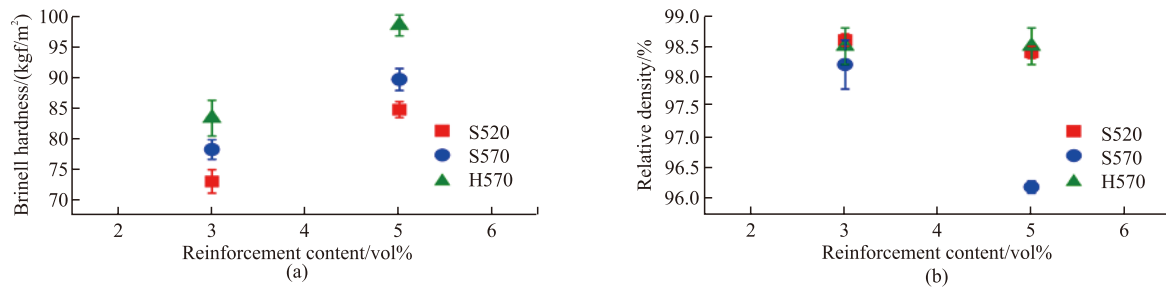 Brinell hardness/(kgf/m²)
100
95
90
85
80
75
70
S520
S570
H570
2 3 4 5 6
Reinforcement content/vol%
(a)
Relative density/%
99.0
98.5
98.0
97.5
97.0
96.5
96.0
S520
S570
H570
2 3 4 5 6
Reinforcement content/vol%
(b)